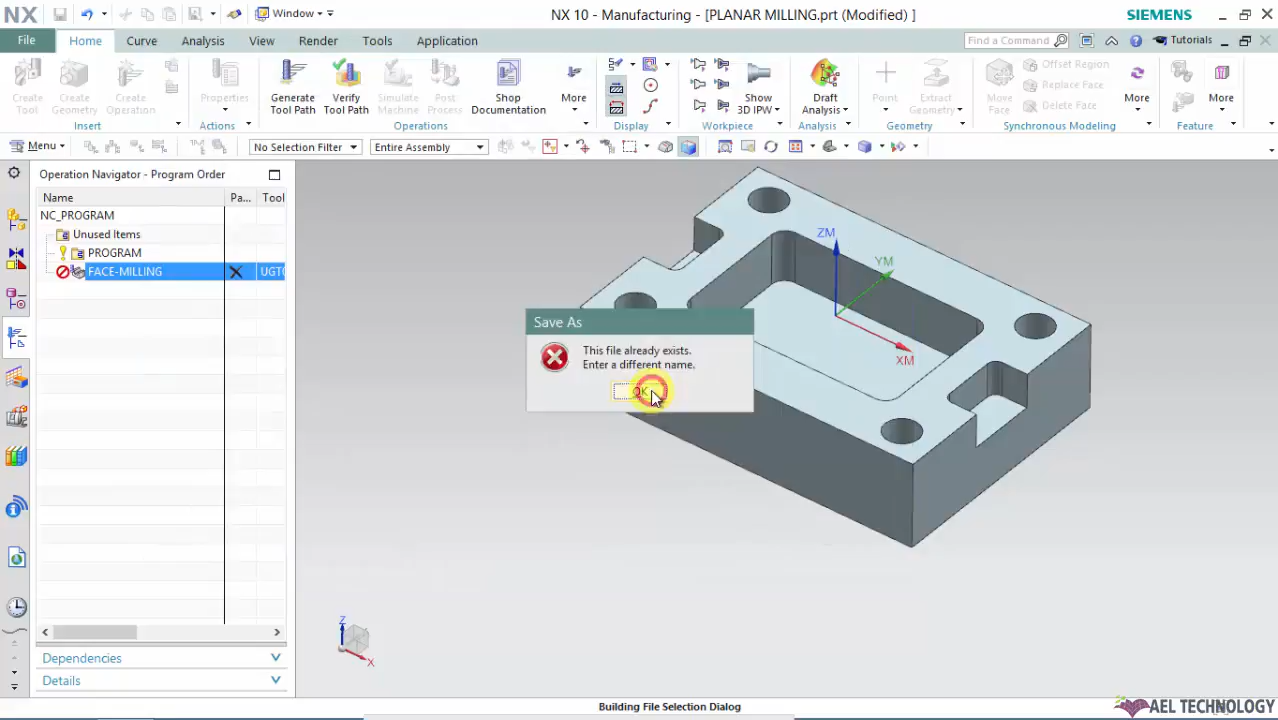 NX
Window
NX 10 - Manufacturing - [PLANAR MILLING.prt (Modified) ]
SIEMENS
File
Home
Curve
Analysis
View
Render
Tools
Application
Find a Command
Tutorials
Create Tool
Create Geometry
Create Operation
Properties
Generate Tool Path
Verify Tool Path
Simulate Machine
Post Process
Shop Documentation
More
Show 3D IPW
Draft Analysis
Point
Extract Geometry
Move Face
Offset Region
Replace Face
Delete Face
More
More
Insert
Actions
Operations
Display
Workpiece
Analysis
Geometry
Synchronous Modeling
Feature
Menu
No Selection Filter
Entire Assembly
Operation Navigator - Program Order
Name
Pa...
Tool
NC_PROGRAM
Unused Items
PROGRAM
FACE-MILLING
ZM
YM
XM
Save As
This file already exists.
Enter a different name.
OK
Z
X
Dependencies
Details
Building File Selection Dialog
AEL TECHNOLOGY